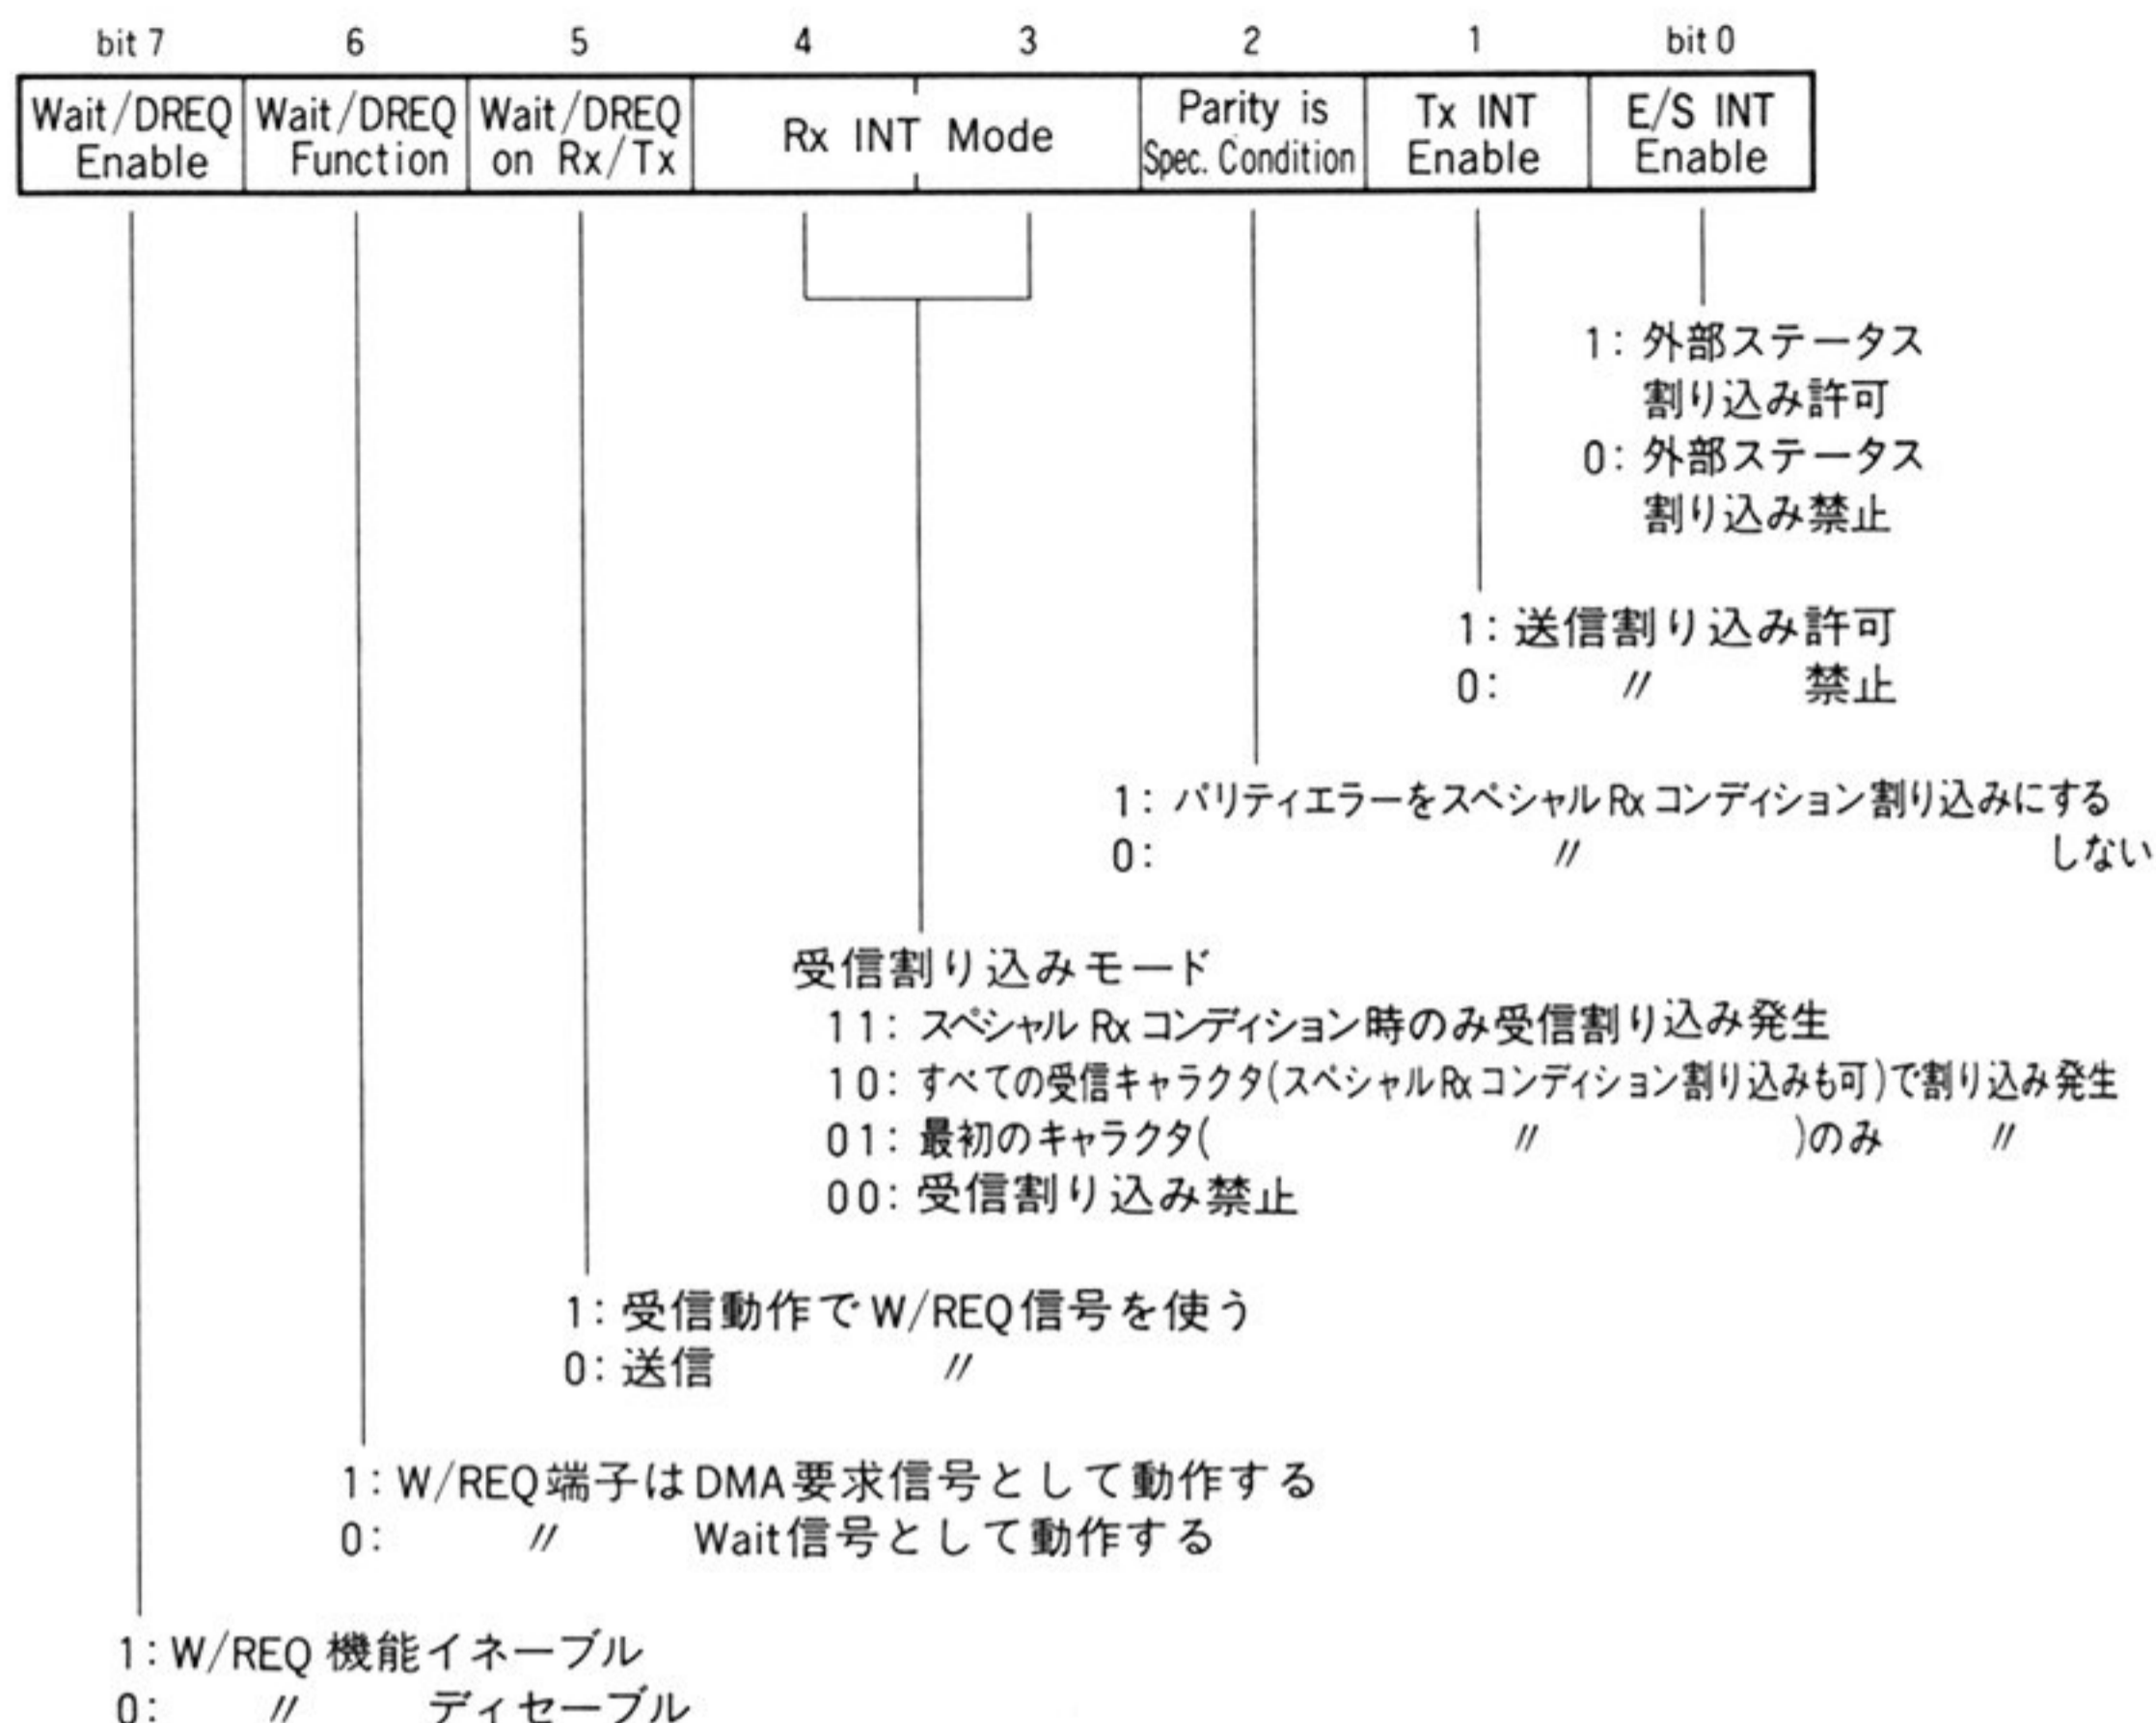 bit 7 6 5 4 3 2 1 bit 0
Wait/DREQ Enable
Wait/DREQ Function
Wait/DREQ on Rx/Tx
Rx INT Mode
Parity is Spec. Condition
Tx INT Enable
E/S INT Enable
1: 外部ステータス
割り込み許可
0: 外部ステータス
割り込み禁止
1: 送信割り込み許可
0: 〃 禁止
1: パリティエラーをスペシャルRxコンディション割り込みにする
0: 〃 しない
受信割り込みモード
11: スペシャル Rx コンディション時のみ受信割り込み発生
10: すべての受信キャラクタ(スペシャルRxコンディション割り込みも可)で割り込み発生
01: 最初のキャラクタ( 〃 )のみ 〃
00: 受信割り込み禁止
1: 受信動作でW/REQ信号を使う
0: 送信 〃
1: W/REQ端子はDMA要求信号として動作する
0: 〃 Wait信号として動作する
1: W/REQ 機能イネーブル
0: 〃 ディセーブル